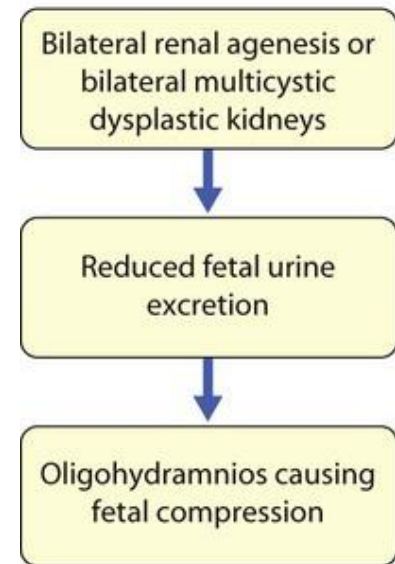 Bilateral renal agenesis or
bilateral multicystic
dysplastic kidneys
Reduced fetal urine
excretion
Oligohydramnios causing
fetal compression